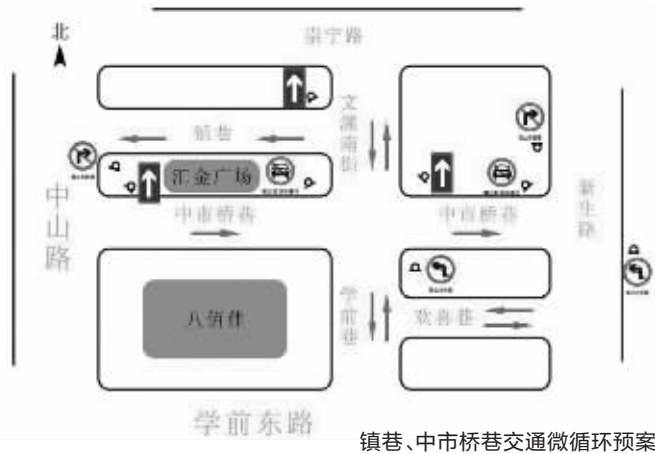 北
崇宁路
镇巷
文渊南街
汇金广场
中山路
中市桥巷
中市桥巷
新生路
八佰伴
学前巷
欢喜巷
学前东路
镇巷、中市桥巷交通微循环预案